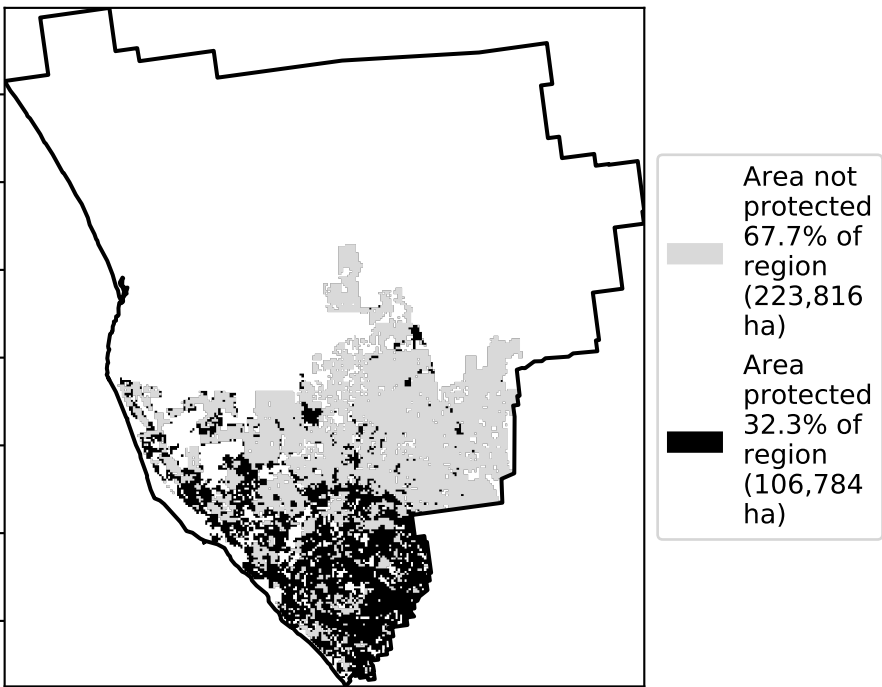 Area not
protected
67.7% of
region
(223,816
ha)
Area
protected
32.3% of
region
(106,784
ha)